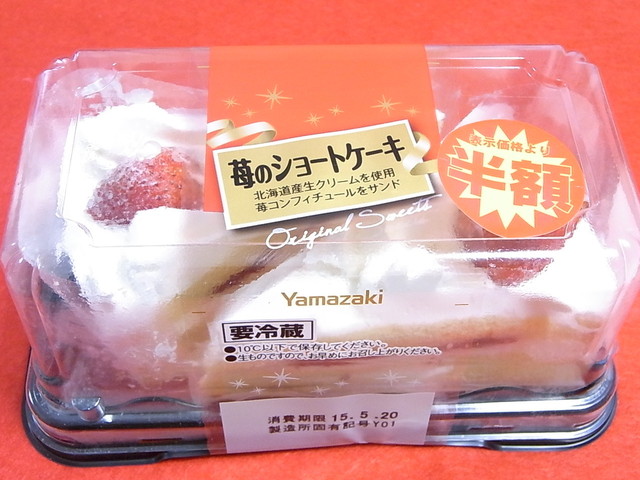 苺のショートケーキ
北海道産生クリームを使用
苺コンフィチュールをサンド
Original Sweets
表示価格より
半額
Yamazaki
要冷蔵
●10℃以下で保存してください。
●生ものですので、お早めにお召し上がりください。
消費期限 15.5.20
製造所固有記号Y01